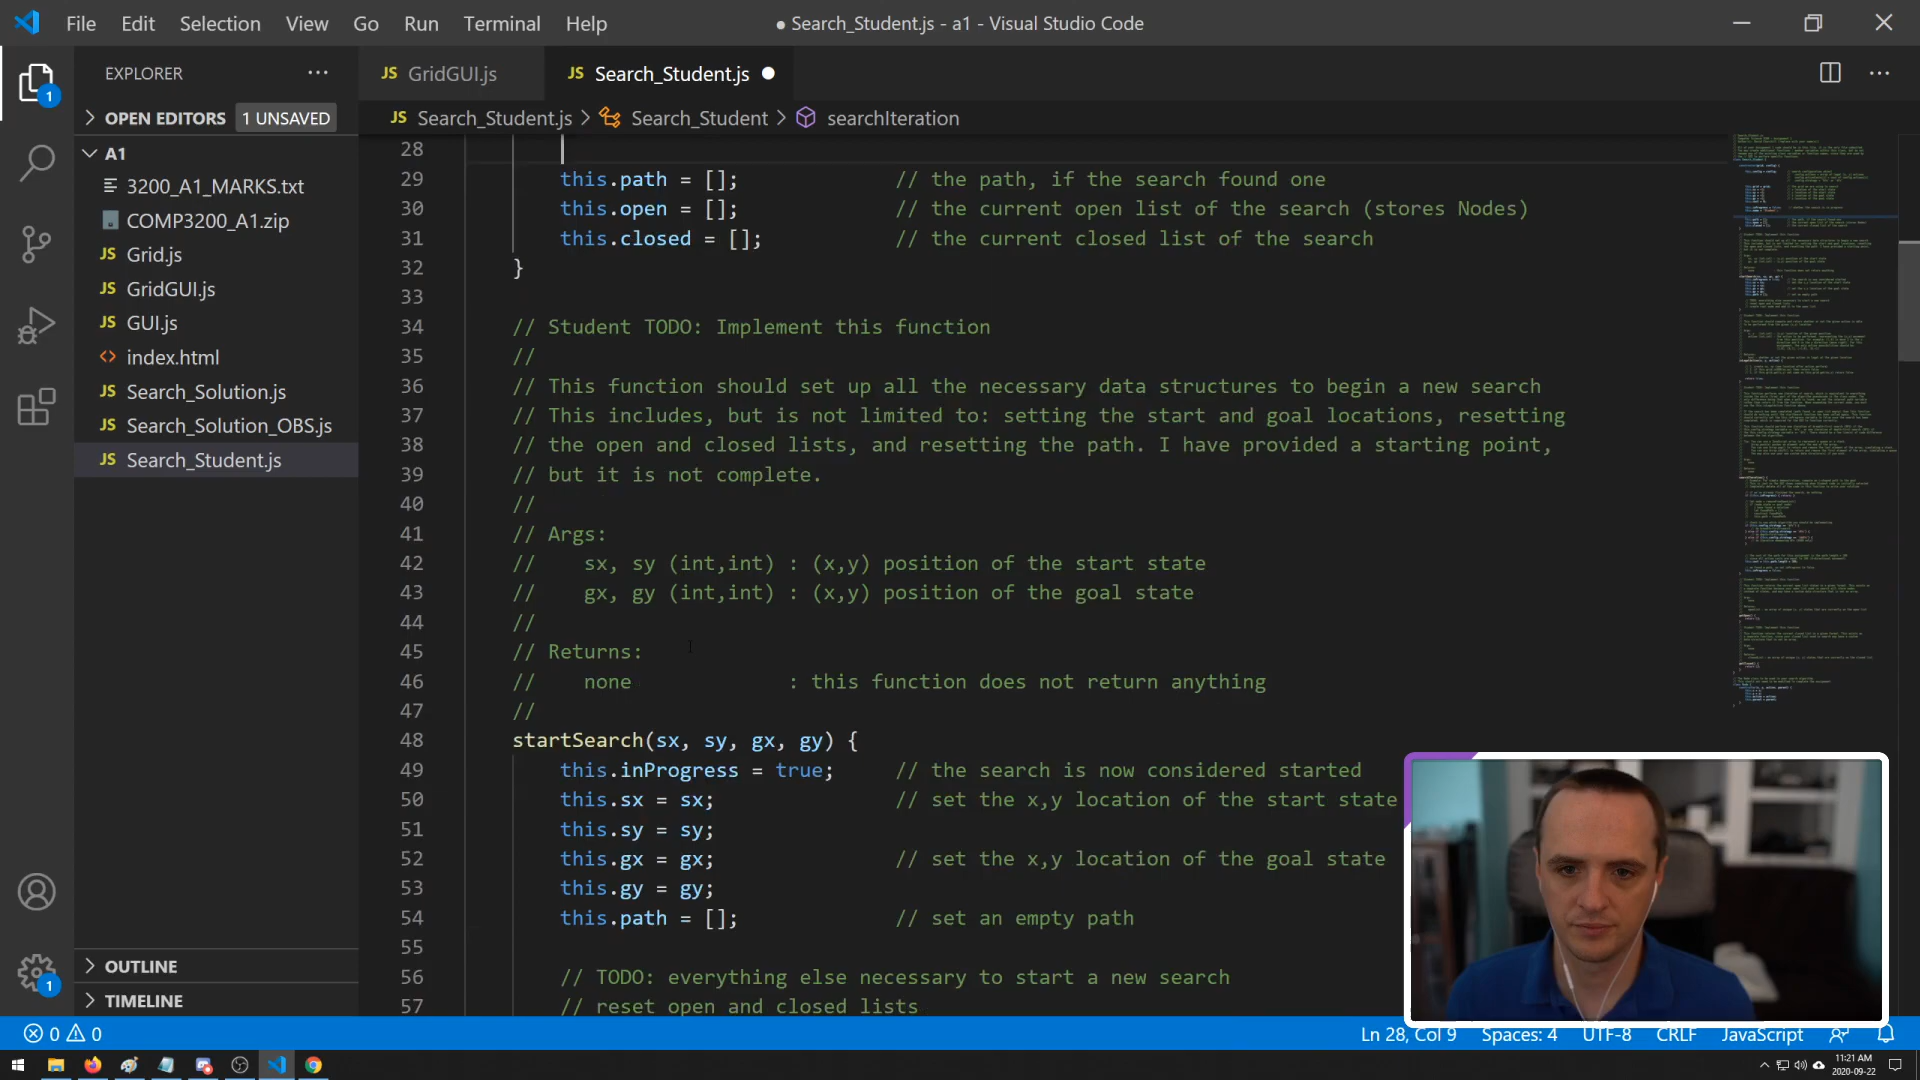 File Edit Selection View Go Run Terminal Help
● Search_Student.js - a1 - Visual Studio Code
EXPLORER
OPEN EDITORS 1 UNSAVED
A1
3200_A1_MARKS.txt
COMP3200_A1.zip
JS Grid.js
JS GridGUI.js
JS GUI.js
<> index.html
JS Search_Solution.js
JS Search_Solution_OBS.js
JS Search_Student.js
OUTLINE
TIMELINE
1
1
JS GridGUI.js JS Search_Student.js ●
JS Search_Student.js > Search_Student > searchIteration
28
29 this.path = []; // the path, if the search found one
30 this.open = []; // the current open list of the search (stores Nodes)
31 this.closed = []; // the current closed list of the search
32 }
33
34 // Student TODO: Implement this function
35 //
36 // This function should set up all the necessary data structures to begin a new search
37 // This includes, but is not limited to: setting the start and goal locations, resetting
38 // the open and closed lists, and resetting the path. I have provided a starting point,
39 // but it is not complete.
40 //
41 // Args:
42 // sx, sy (int,int) : (x,y) position of the start state
43 // gx, gy (int,int) : (x,y) position of the goal state
44 //
45 // Returns:
46 // none : this function does not return anything
47 //
48 startSearch(sx, sy, gx, gy) {
49 this.inProgress = true; // the search is now considered started
50 this.sx = sx; // set the x,y location of the start state
51 this.sy = sy;
52 this.gx = gx; // set the x,y location of the goal state
53 this.gy = gy;
54 this.path = []; // set an empty path
55
56 // TODO: everything else necessary to start a new search
57 // reset open and closed lists
0 0
Ln 28, Col 9 Spaces: 4 UTF-8 CRLF JavaScript
11:21 AM
2020-09-22